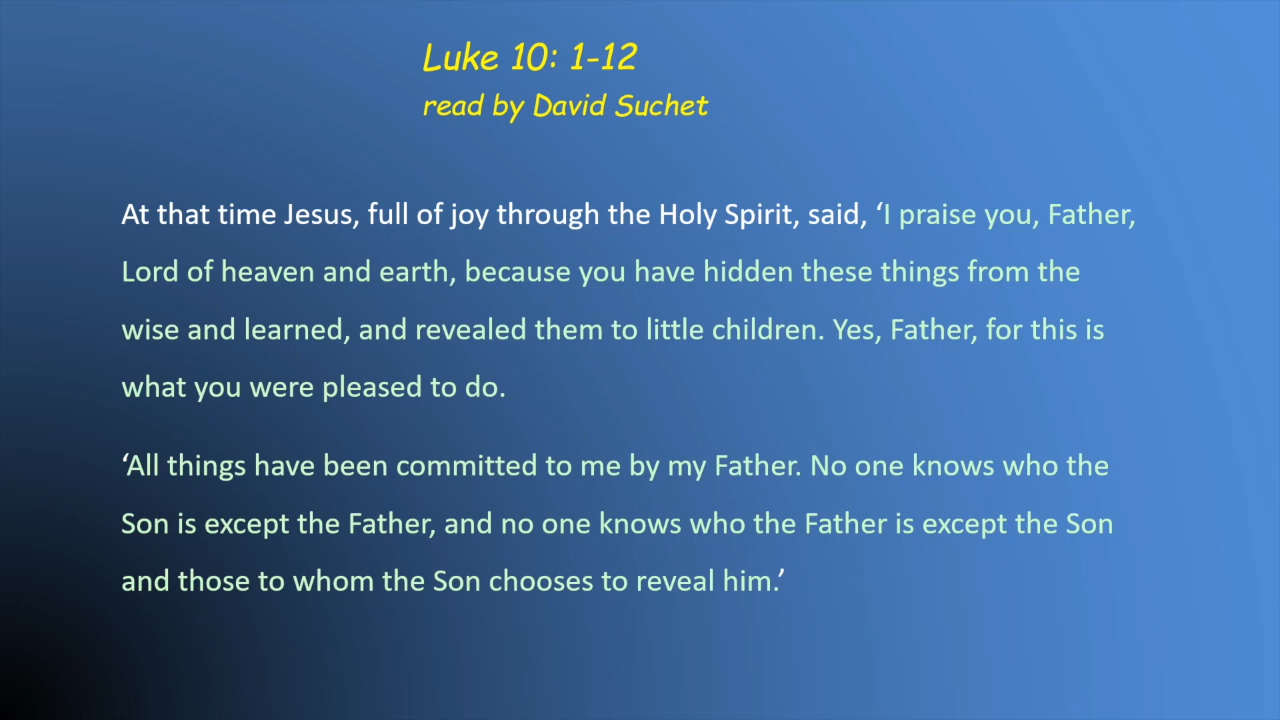 Luke 10: 1-12
read by David Suchet
At that time Jesus, full of joy through the Holy Spirit, said, ‘I praise you, Father,
Lord of heaven and earth, because you have hidden these things from the
wise and learned, and revealed them to little children. Yes, Father, for this is
what you were pleased to do.
‘All things have been committed to me by my Father. No one knows who the
Son is except the Father, and no one knows who the Father is except the Son
and those to whom the Son chooses to reveal him.’